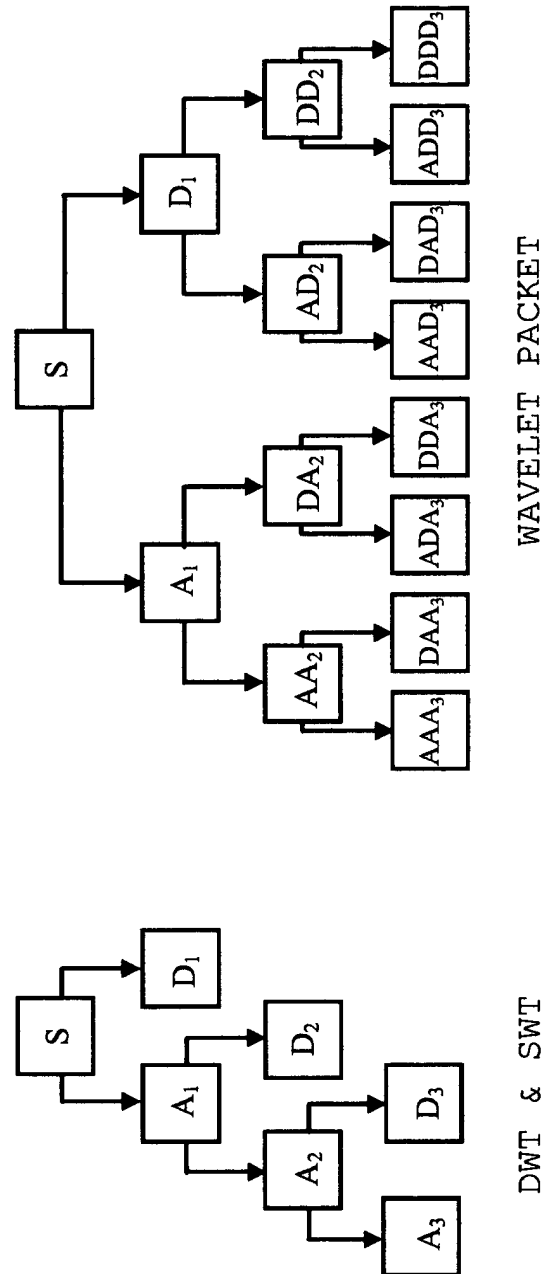 S
A₁ D₁
A₂ D₂
A₃ D₃
DWT & SWT
S
A₁ D₁
AA₂ DA₂ AD₂ DD₂
AAA₃ DAA₃ ADA₃ DDA₃ AAD₃ DAD₃ ADD₃ DDD₃
WAVELET PACKET